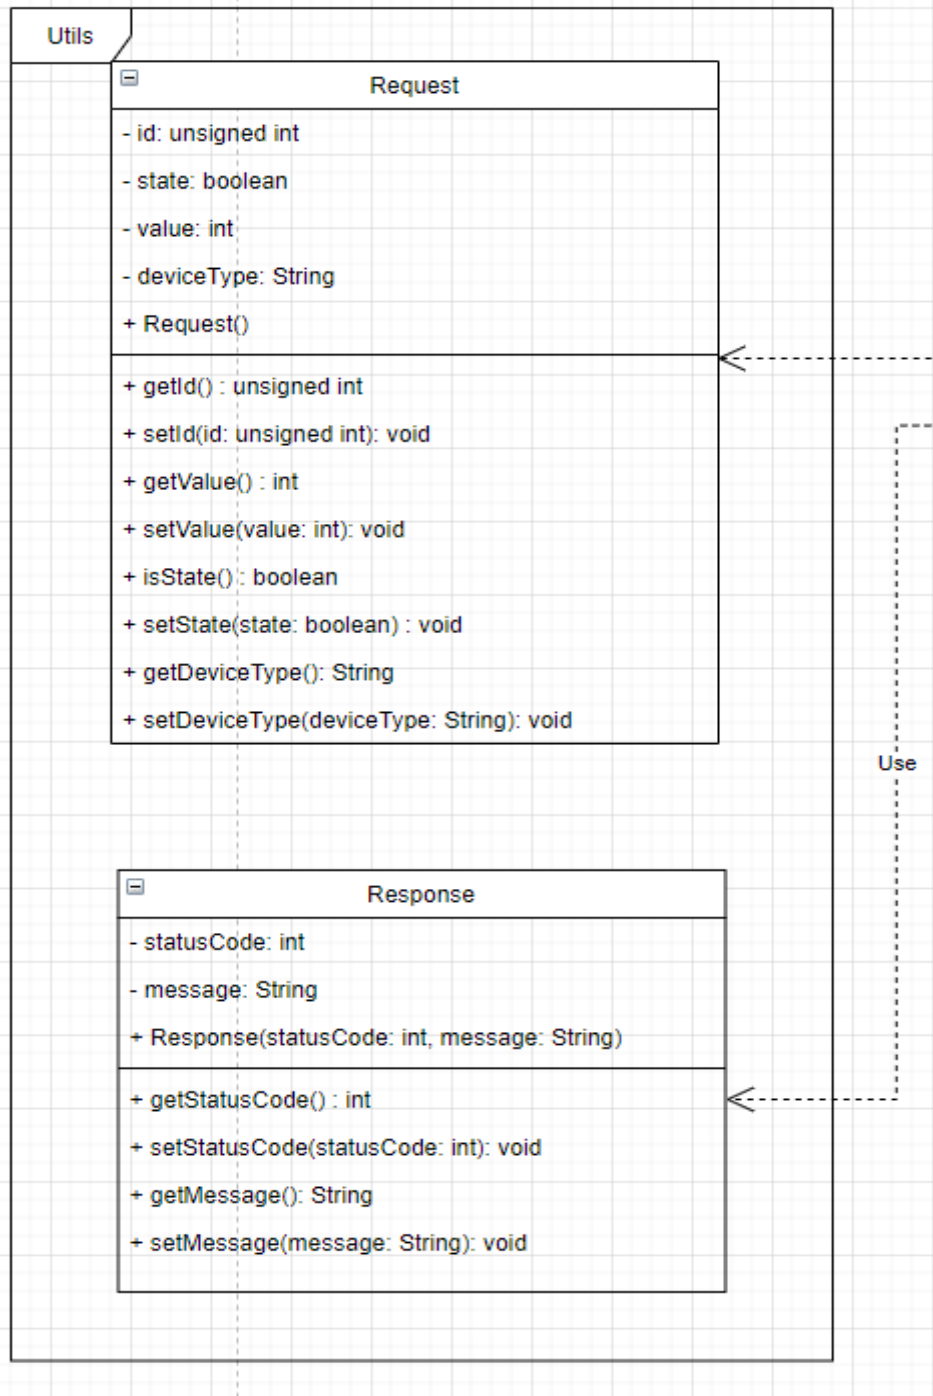 Utils
Request
- id: unsigned int
- state: boolean
- value: int
- deviceType: String
+ Request()
+ getId() : unsigned int
+ setId(id: unsigned int): void
+ getValue() : int
+ setValue(value: int): void
+ isState() : boolean
+ setState(state: boolean) : void
+ getDeviceType(): String
+ setDeviceType(deviceType: String): void
Use
Response
- statusCode: int
- message: String
+ Response(statusCode: int, message: String)
+ getStatusCode() : int
+ setStatusCode(statusCode: int): void
+ getMessage(): String
+ setMessage(message: String): void